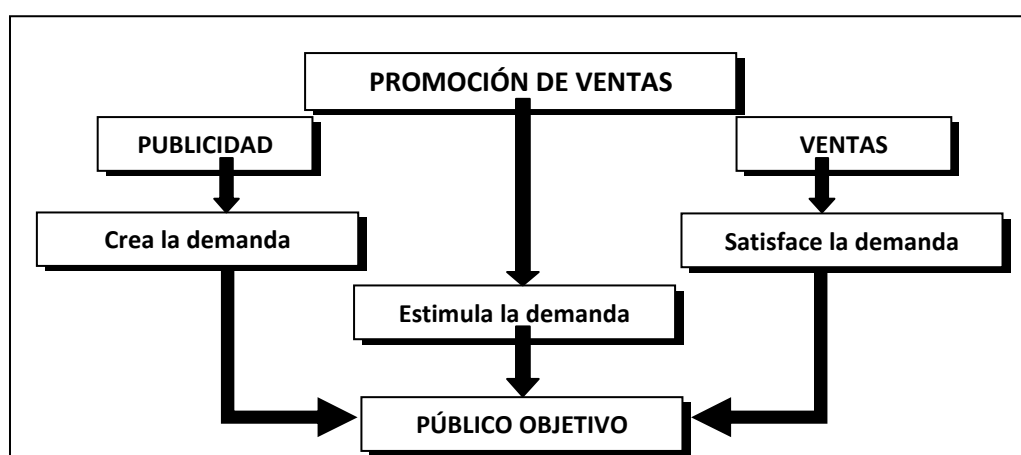 PROMOCIÓN DE VENTAS
PUBLICIDAD
VENTAS
Crea la demanda
Satisface la demanda
Estimula la demanda
PÚBLICO OBJETIVO